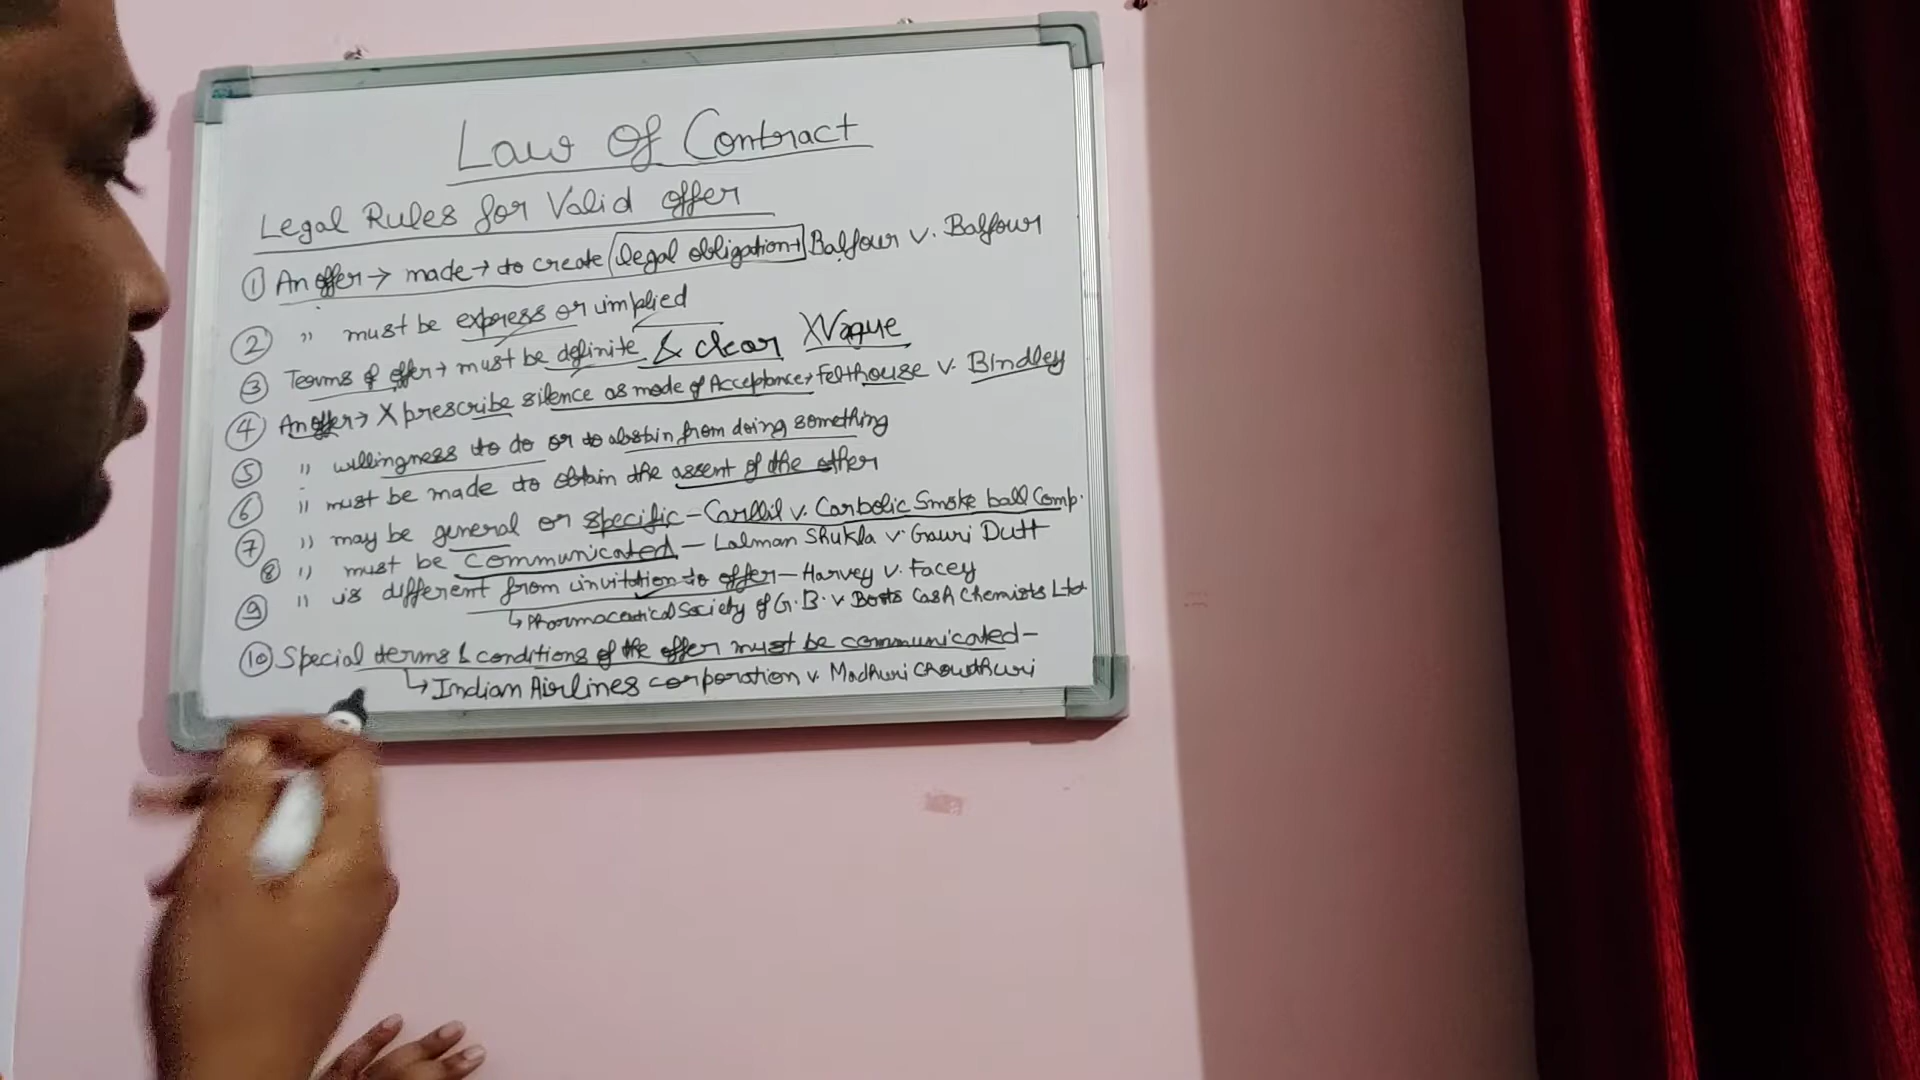 Law Of Contract
Legal Rules for Valid offer
① An offer → made → to create legal obligation → Balfour v. Balfour
② " must be express or implied
③ Terms of offer → must be definite & clear X Vague
④ An offer → X prescribe silence as mode of Acceptance → Felthouse v. BIndley
⑤ " willingness to do or to abstain from doing something
⑥ " must be made to obtain the assent of the other
⑦ " may be general or specific - Carllil v. Carbolic Smoke ball Comp.
⑧ " must be communicated - Lalman Shukla v. Gauri Dutt
⑨ " is different from invitation to offer - Harvey v. Facey
↳ Pharmaceutical Society of G.B. v Boots CasA Chemists Ltd
⑩ Special terms & conditions of the offer must be communicated -
↳ Indian Airlines corporation v. Madhuri Choudhuri